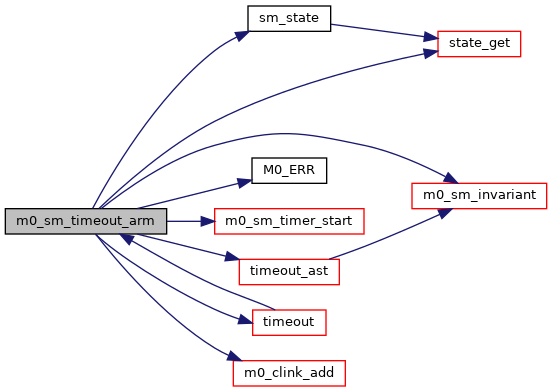 sm_state
state_get
M0_ERR
m0_sm_invariant
m0_sm_timeout_arm
m0_sm_timer_start
timeout_ast
timeout
m0_clink_add